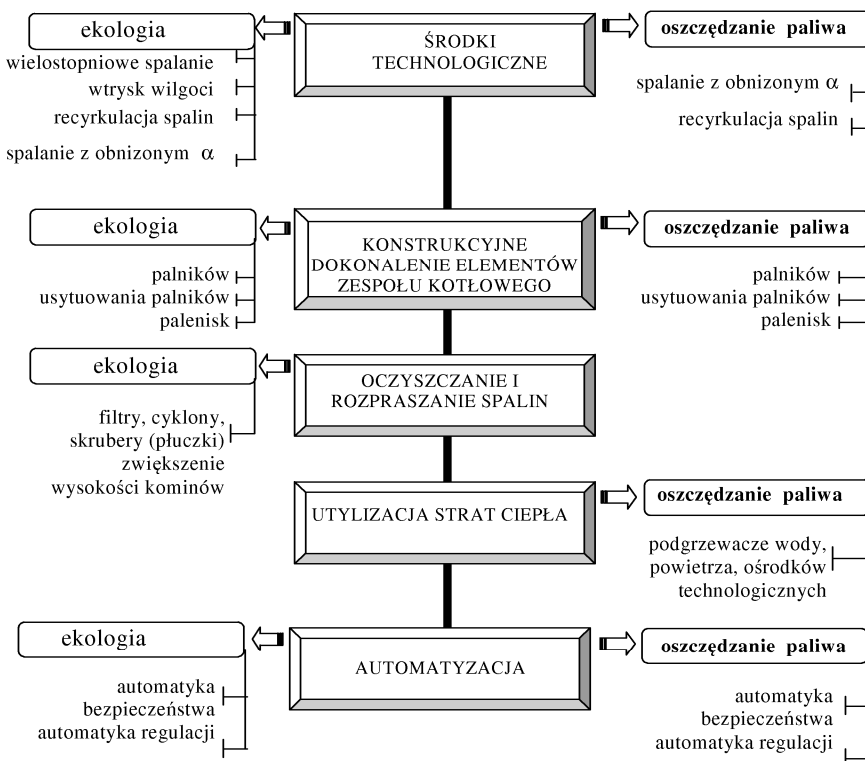 ekologia
wielostopniowe spalanie
wtrysk wilgoci
recyrkulacja spalin
spalanie z obnizonym α
ŚRODKI
TECHNOLOGICZNE
oszczędzanie paliwa
spalanie z obnizonym α
recyrkulacja spalin
ekologia
palników
usytuowania palników
palenisk
KONSTRUKCYJNE
DOKONALENIE ELEMENTÓW
ZESPOŁU KOTŁOWEGO
oszczędzanie paliwa
palników
usytuowania palników
palenisk
ekologia
filtry, cyklony,
skrubery (płuczki)
zwiększenie
wysokości kominów
OCZYSZCZANIE I
ROZPRASZANIE SPALIN
UTYLIZACJA STRAT CIEPŁA
oszczędzanie paliwa
podgrzewacze wody,
powietrza, ośrodków
technologicznych
ekologia
automatyka
bezpieczeństwa
automatyka regulacji
AUTOMATYZACJA
oszczędzanie paliwa
automatyka
bezpieczeństwa
automatyka regulacji